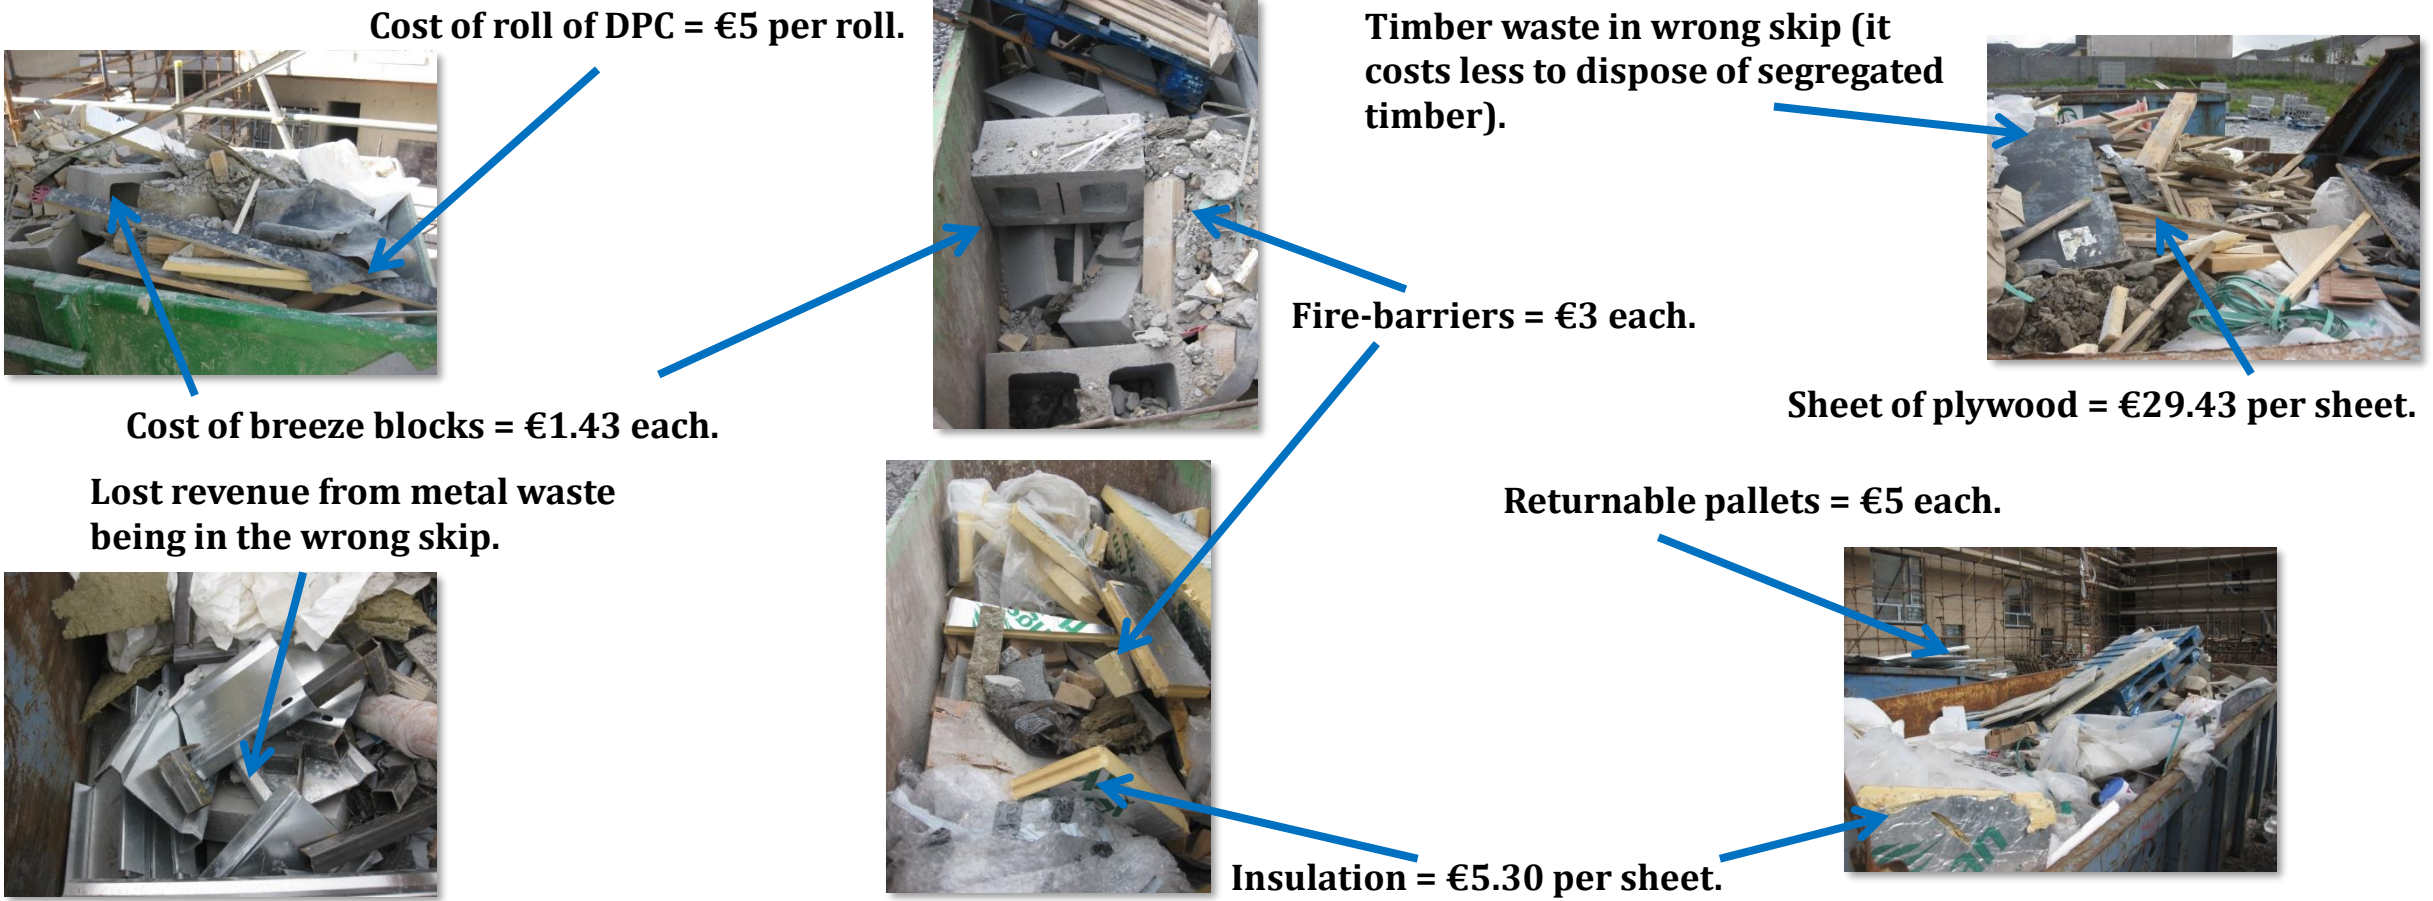 Cost of roll of DPC = €5 per roll.
Timber waste in wrong skip (it
costs less to dispose of segregated
timber).
Fire-barriers = €3 each.
Sheet of plywood = €29.43 per sheet.
Cost of breeze blocks = €1.43 each.
Lost revenue from metal waste
being in the wrong skip.
Returnable pallets = €5 each.
Insulation = €5.30 per sheet.